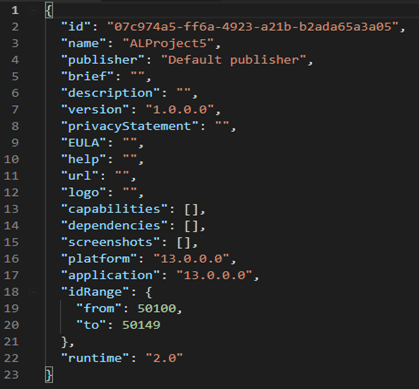 1 {
2 "id": "07c974a5-ff6a-4923-a21b-b2ada65a3a05",
3 "name": "ALProject5",
4 "publisher": "Default publisher",
5 "brief": "",
6 "description": "",
7 "version": "1.0.0.0",
8 "privacyStatement": "",
9 "EULA": "",
10 "help": "",
11 "url": "",
12 "logo": "",
13 "capabilities": [],
14 "dependencies": [],
15 "screenshots": [],
16 "platform": "13.0.0.0",
17 "application": "13.0.0.0",
18 "idRange": {
19 "from": 50100,
20 "to": 50149
21 },
22 "runtime": "2.0"
23 }